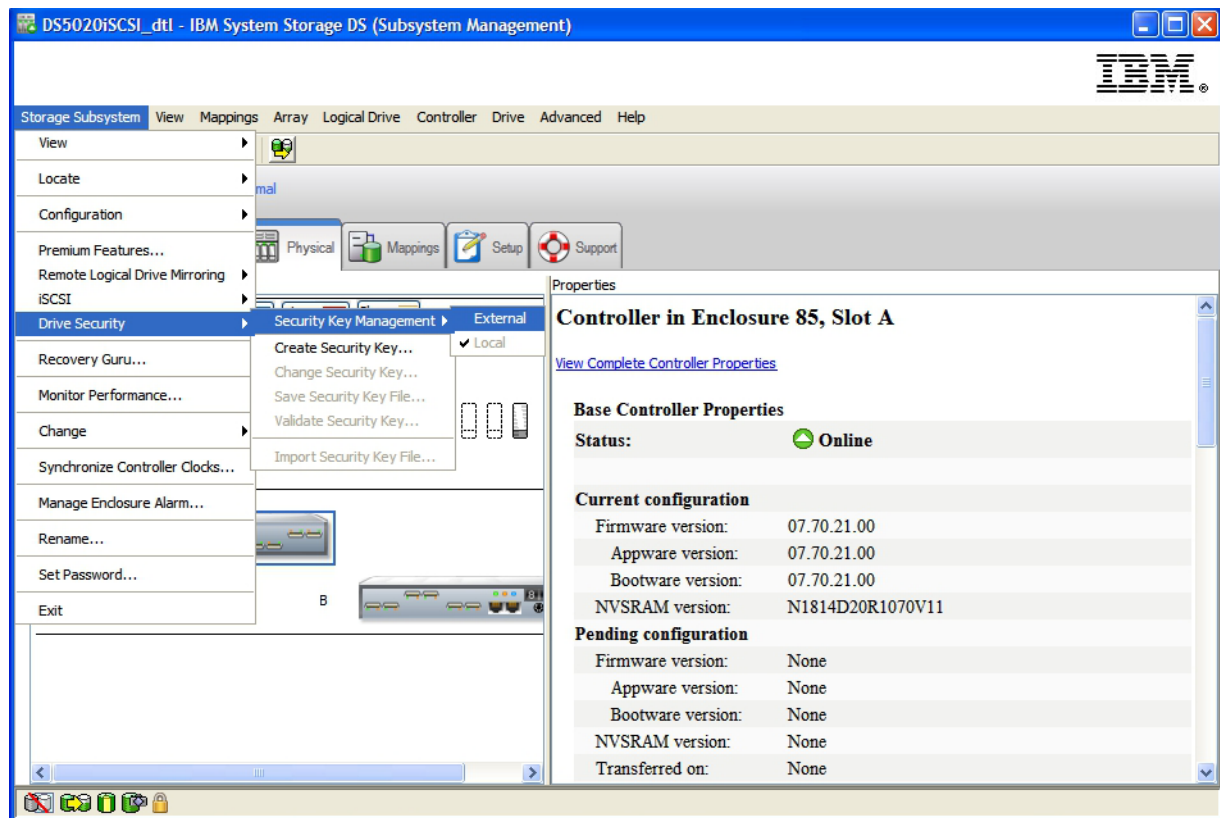 DS5020iSCSI_dtl - IBM System Storage DS (Subsystem Management)
IBM®
Storage Subsystem View Mappings Array Logical Drive Controller Drive Advanced Help
View
Locate
Configuration
Premium Features...
Remote Logical Drive Mirroring
iSCSI
Drive Security
Recovery Guru...
Monitor Performance...
Change
Synchronize Controller Clocks...
Manage Enclosure Alarm...
Rename...
Set Password...
Exit
Security Key Management
Create Security Key...
Change Security Key...
Save Security Key File...
Validate Security Key...
Import Security Key File...
External
Local
mal
Physical Mappings Setup Support
B
Properties
Controller in Enclosure 85, Slot A
View Complete Controller Properties
Base Controller Properties
Status: Online
Current configuration
Firmware version: 07.70.21.00
Appware version: 07.70.21.00
Bootware version: 07.70.21.00
NVSRAM version: N1814D20R1070V11
Pending configuration
Firmware version: None
Appware version: None
Bootware version: None
NVSRAM version: None
Transferred on: None